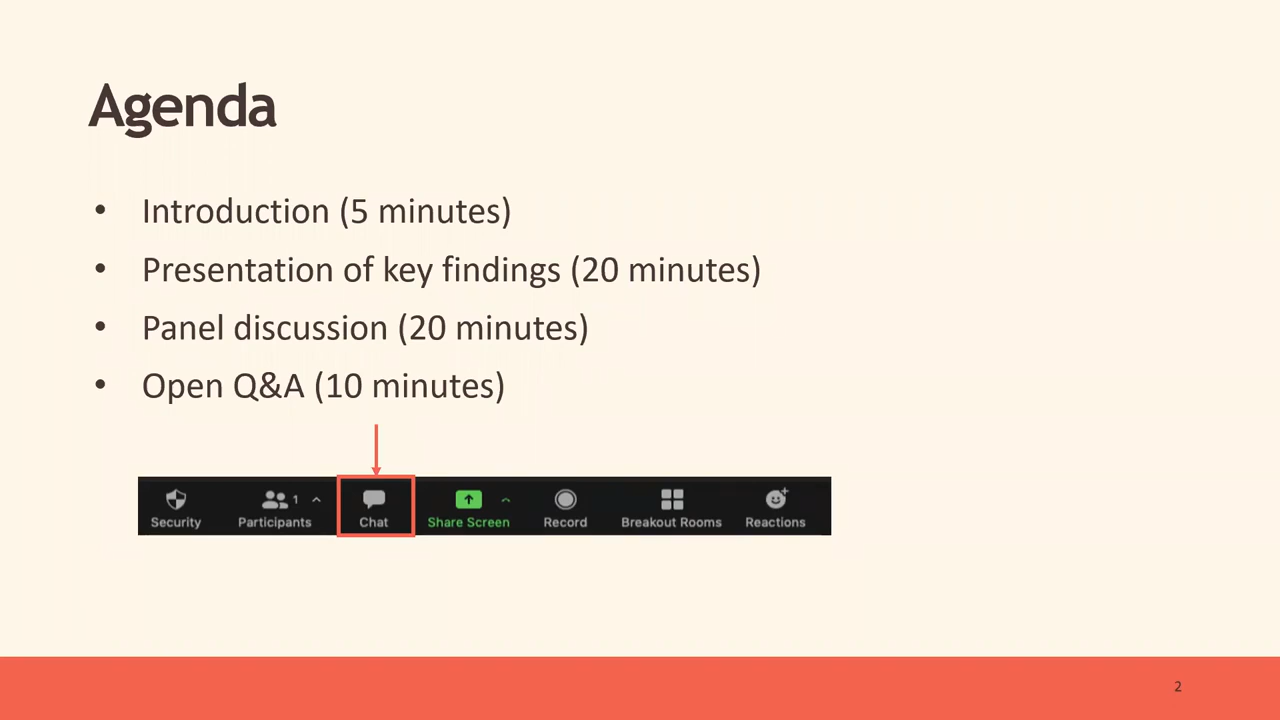 Agenda
• Introduction (5 minutes)
• Presentation of key findings (20 minutes)
• Panel discussion (20 minutes)
• Open Q&A (10 minutes)
1
Security Participants Chat Share Screen Record Breakout Rooms Reactions
2